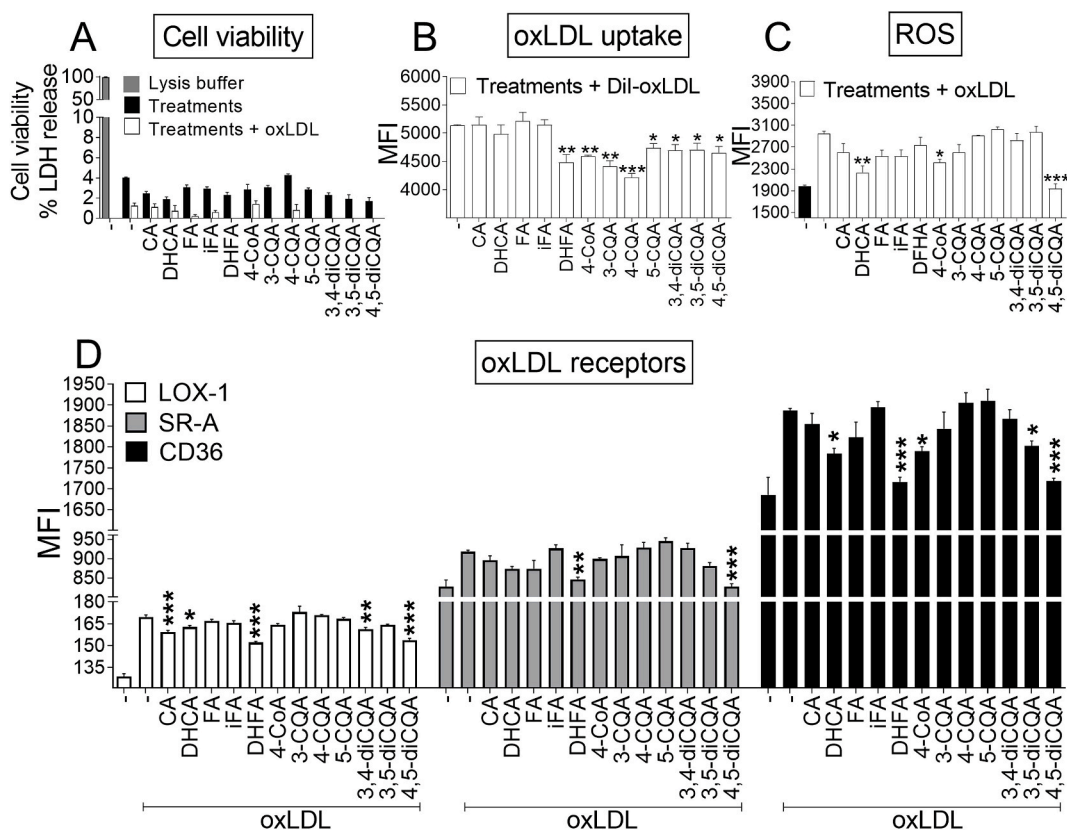 A
Cell viability
Cell viability
% LDH release
100
50
10
8
6
4
2
0
Lysis buffer
Treatments
Treatments + oxLDL
-
-
CA
DHCA
FA
iFA
DHFA
4-CoA
3-CQA
4-CQA
5-CQA
3,4-diCQA
3,5-diCQA
4,5-diCQA
B
oxLDL uptake
MFI
6000
5500
5000
4500
4000
Treatments + DiI-oxLDL
** ** ** *** * * * *
-
CA
DHCA
FA
iFA
DHFA
4-CoA
3-CQA
4-CQA
5-CQA
3,4-diCQA
3,5-diCQA
4,5-diCQA
C
ROS
MFI
3900
3100
2700
2300
1900
1500
Treatments + oxLDL
** * ***
-
-
CA
DHCA
FA
iFA
DFHA
4-CoA
3-CQA
4-CQA
5-CQA
3,4-diCQA
3,5-diCQA
4,5-diCQA
D
oxLDL receptors
MFI
1950
1900
1850
1800
1750
1700
1650
950
900
850
180
165
150
135
LOX-1
SR-A
CD36
*** * *** ** ***
** ***
* *** * * ***
-
-
CA
DHCA
FA
iFA
DHFA
4-CoA
3-CQA
4-CQA
5-CQA
3,4-diCQA
3,5-diCQA
4,5-diCQA
oxLDL
-
-
CA
DHCA
FA
iFA
DHFA
4-CoA
3-CQA
4-CQA
5-CQA
3,4-diCQA
3,5-diCQA
4,5-diCQA
oxLDL
-
-
CA
DHCA
FA
iFA
DHFA
4-CoA
3-CQA
4-CQA
5-CQA
3,4-diCQA
3,5-diCQA
4,5-diCQA
oxLDL